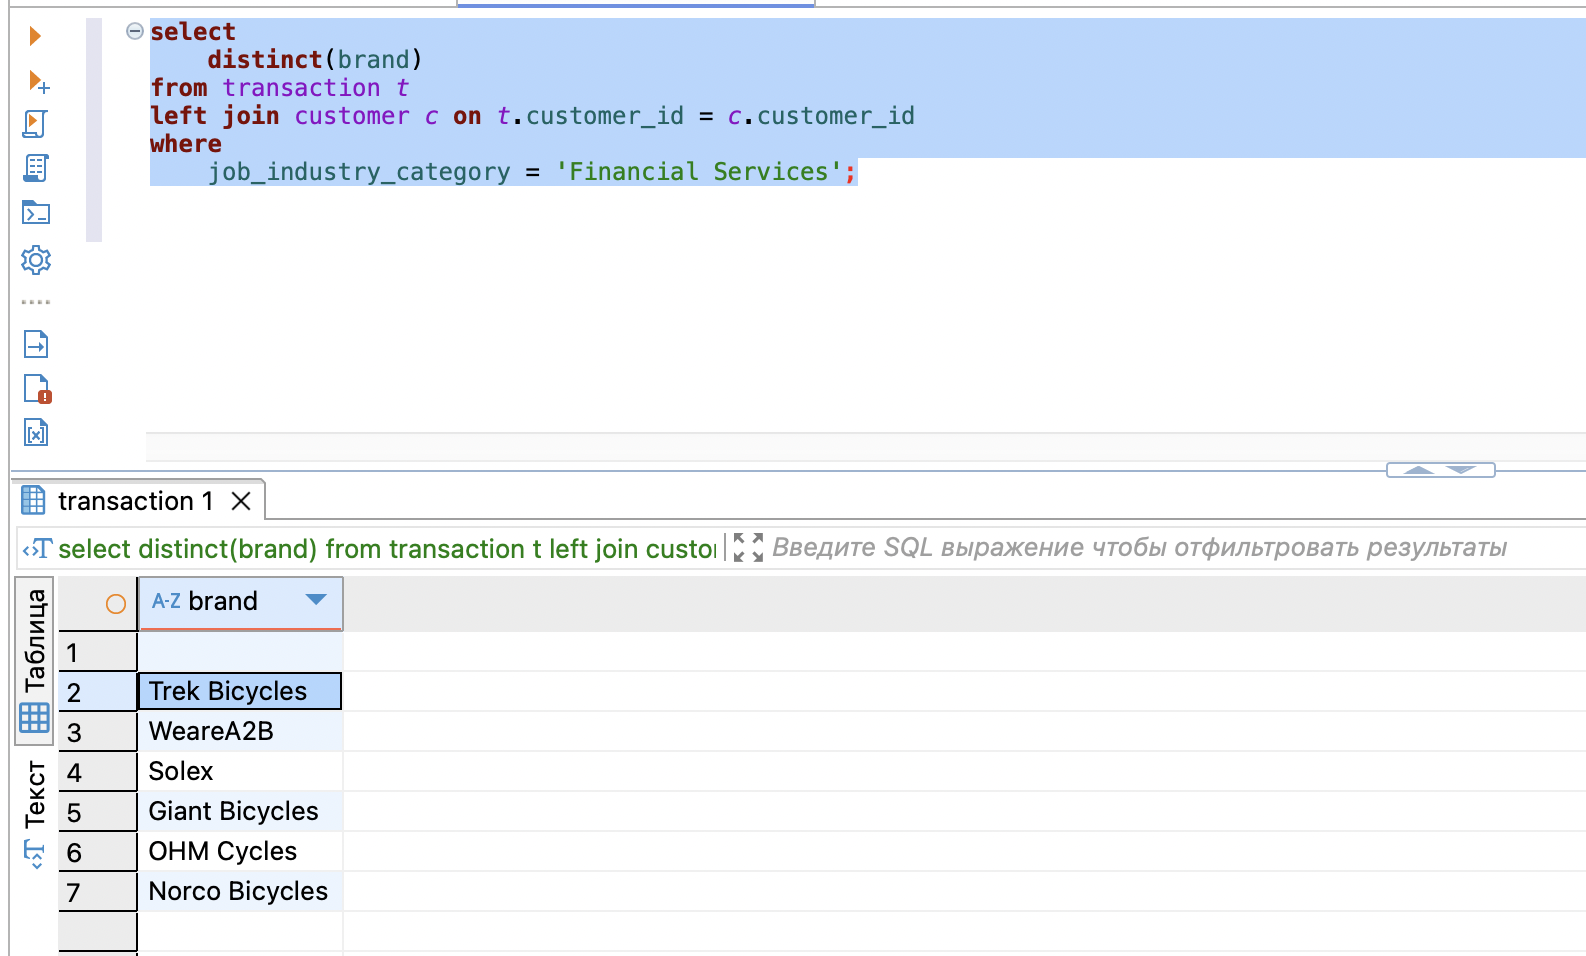 select
distinct(brand)
from transaction t
left join customer c on t.customer_id = c.customer_id
where
job_industry_category = 'Financial Services';
transaction 1
select distinct(brand) from transaction t left join custo
Введите SQL выражение чтобы отфильтровать результаты
Таблица
Текст
A-Z brand
1
2 Trek Bicycles
3 WeareA2B
4 Solex
5 Giant Bicycles
6 OHM Cycles
7 Norco Bicycles